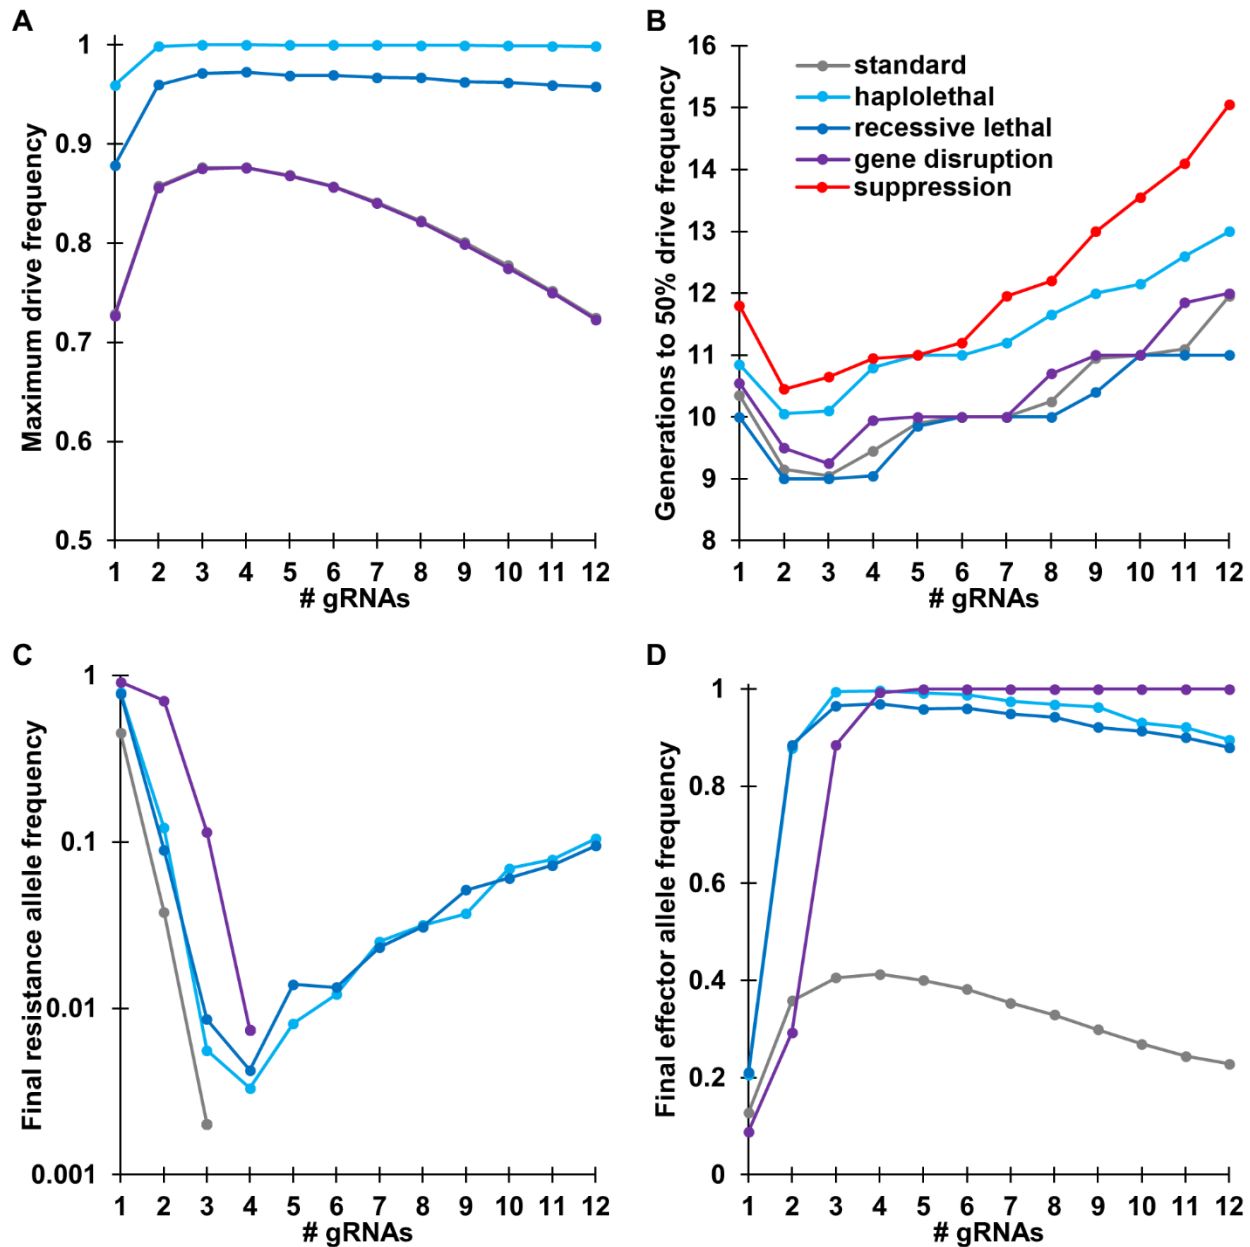 A
Maximum drive frequency
1
0.9
0.8
0.7
0.6
0.5
1 2 3 4 5 6 7 8 9 10 11 12
# gRNAs
B
Generations to 50% drive frequency
16
15
14
13
12
11
10
9
8
standard
haplolethal
recessive lethal
gene disruption
suppression
1 2 3 4 5 6 7 8 9 10 11 12
# gRNAs
C
Final resistance allele frequency
1
0.1
0.01
0.001
1 2 3 4 5 6 7 8 9 10 11 12
# gRNAs
D
Final effector allele frequency
1
0.8
0.6
0.4
0.2
0
1 2 3 4 5 6 7 8 9 10 11 12
# gRNAs